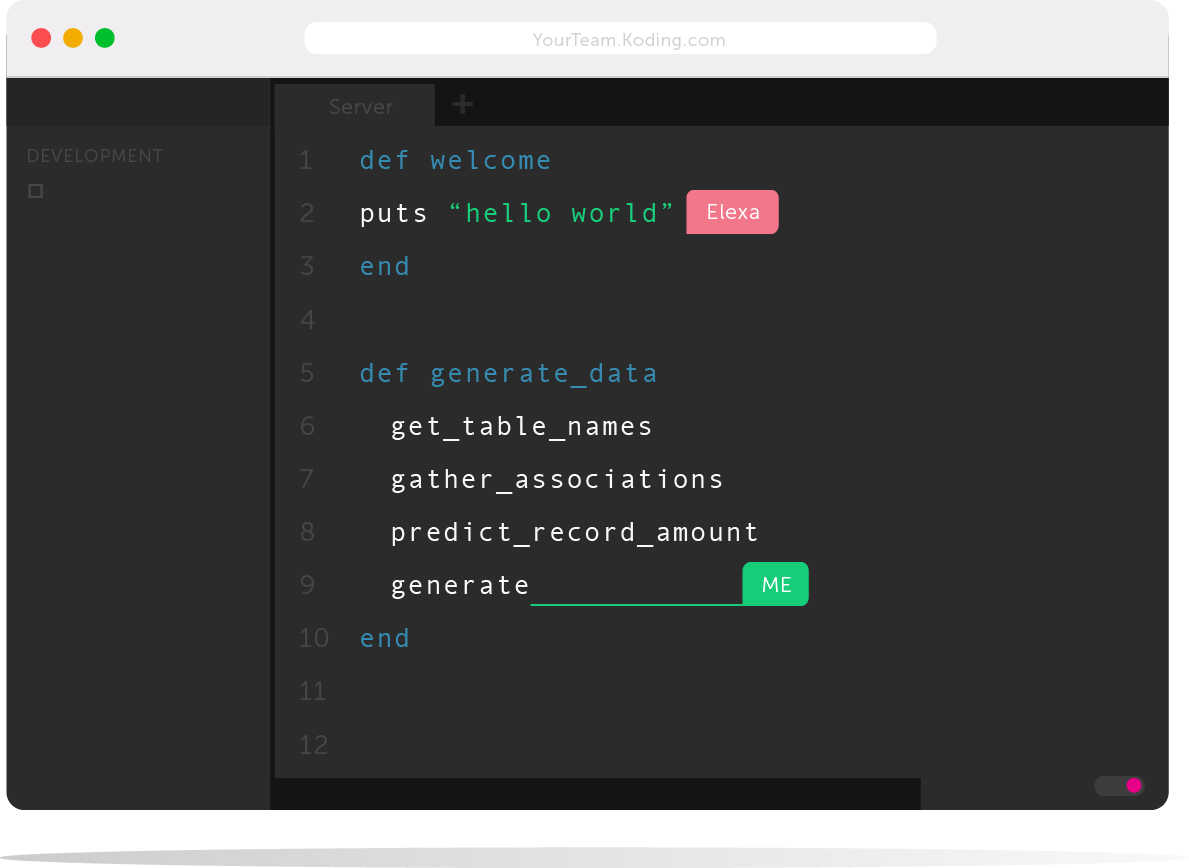 YourTeam.Koding.com
Server
DEVELOPMENT
1 def welcome
2 puts “hello world” Elexa
3 end
4
5 def generate_data
6 get_table_names
7 gather_associations
8 predict_record_amount
9 generate ME
10 end
11
12